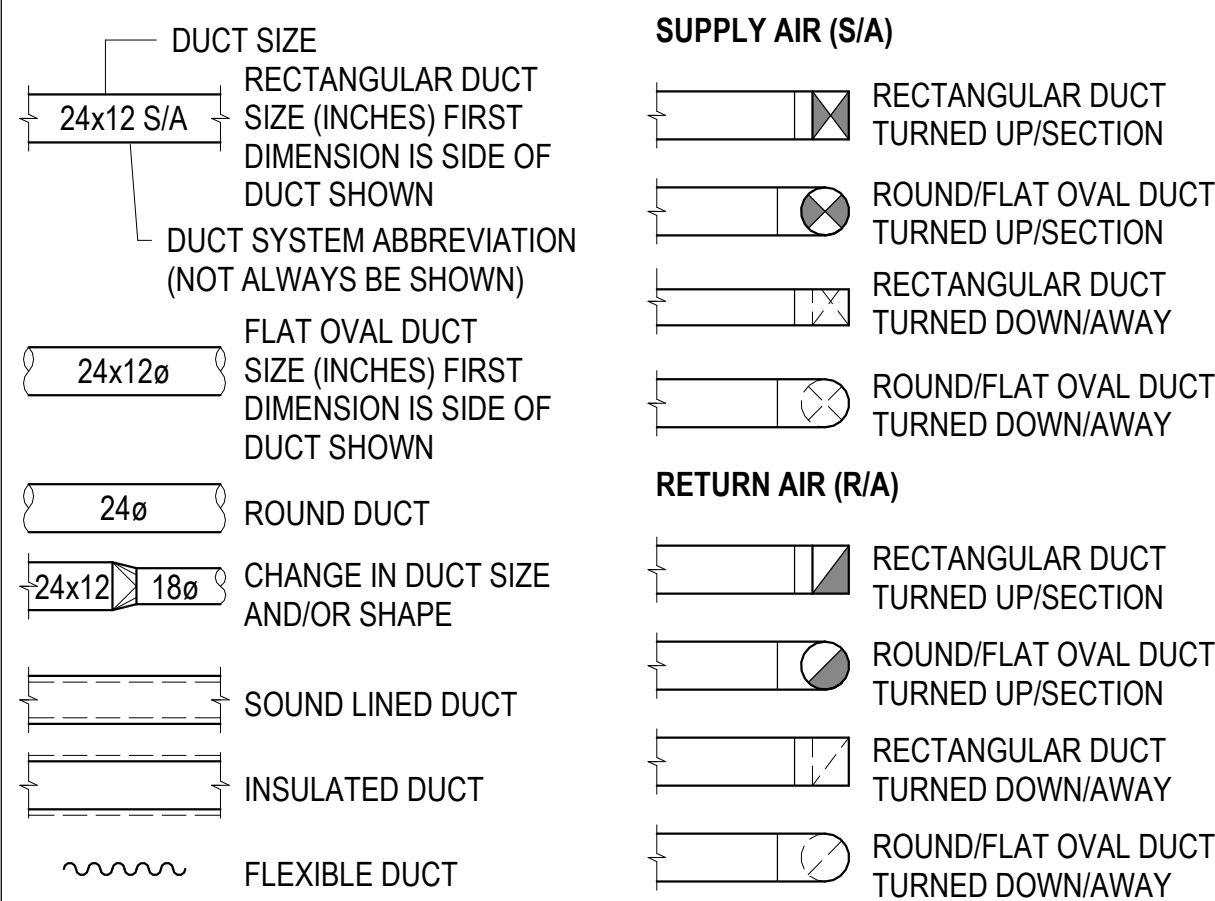 DUCT SIZE
24x12 S/A
RECTANGULAR DUCT
SIZE (INCHES) FIRST
DIMENSION IS SIDE OF
DUCT SHOWN
DUCT SYSTEM ABBREVIATION
(NOT ALWAYS BE SHOWN)
24x12ø
FLAT OVAL DUCT
SIZE (INCHES) FIRST
DIMENSION IS SIDE OF
DUCT SHOWN
24ø
ROUND DUCT
24x12
18ø
CHANGE IN DUCT SIZE
AND/OR SHAPE
SOUND LINED DUCT
INSULATED DUCT
FLEXIBLE DUCT
SUPPLY AIR (S/A)
RECTANGULAR DUCT
TURNED UP/SECTION
ROUND/FLAT OVAL DUCT
TURNED UP/SECTION
RECTANGULAR DUCT
TURNED DOWN/AWAY
ROUND/FLAT OVAL DUCT
TURNED DOWN/AWAY
RETURN AIR (R/A)
RECTANGULAR DUCT
TURNED UP/SECTION
ROUND/FLAT OVAL DUCT
TURNED UP/SECTION
RECTANGULAR DUCT
TURNED DOWN/AWAY
ROUND/FLAT OVAL DUCT
TURNED DOWN/AWAY